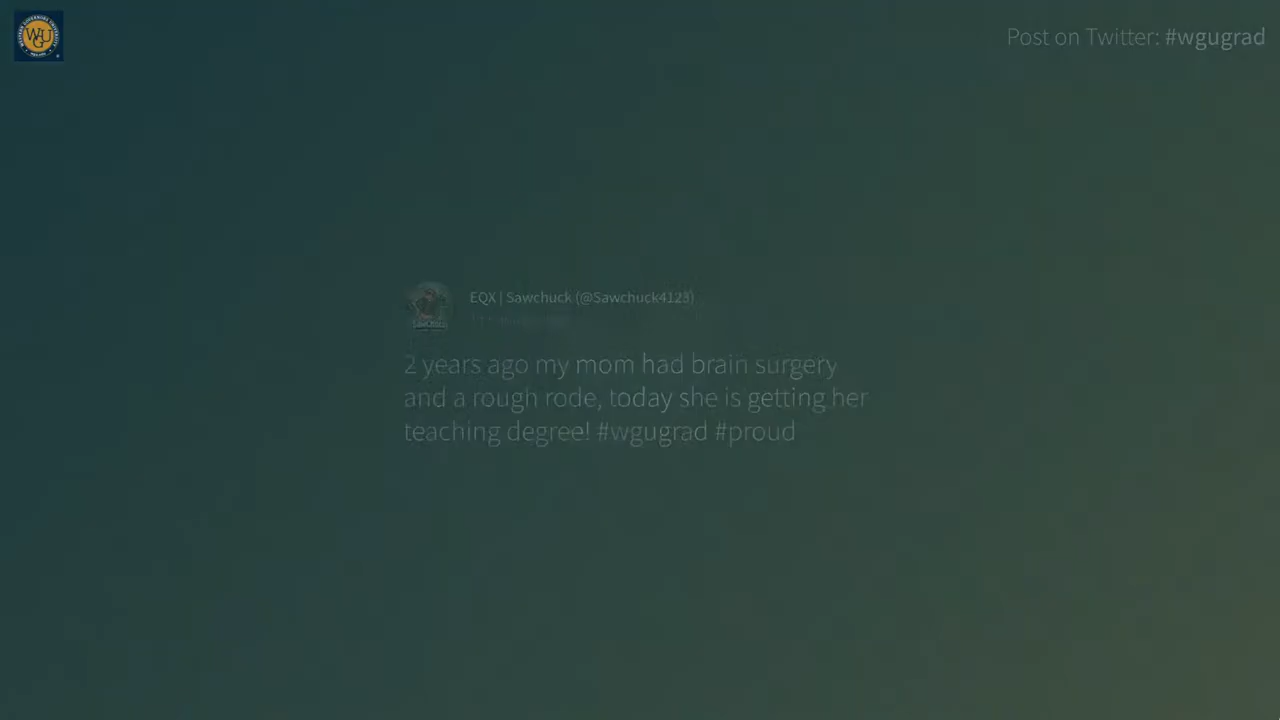 WGU
Post on Twitter: #wgugrad
EQX | Sawchuck (@Sawchuck4123)
2 years ago my mom had brain surgery
and a rough rode, today she is getting her
teaching degree! #wgugrad #proud